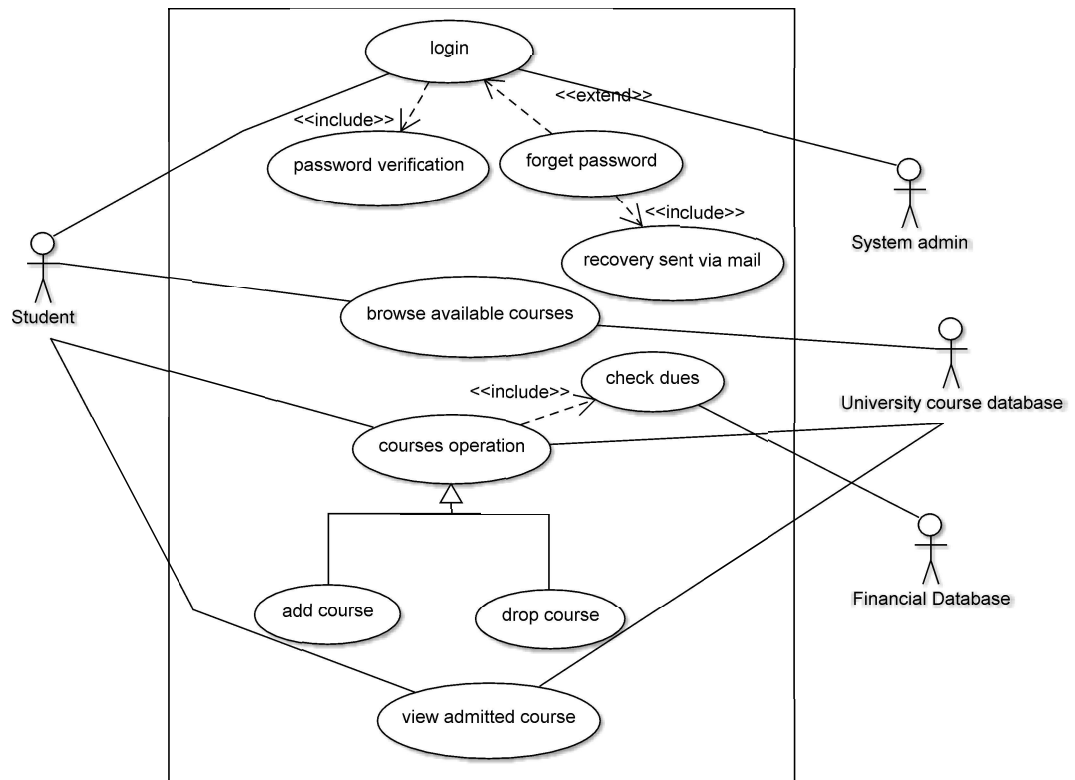 login
<<extend>>
<<include>>
password verification
forget password
<<include>>
System admin
recovery sent via mail
Student
browse available courses
check dues
<<include>>
University course database
courses operation
Financial Database
add course
drop course
view admitted course